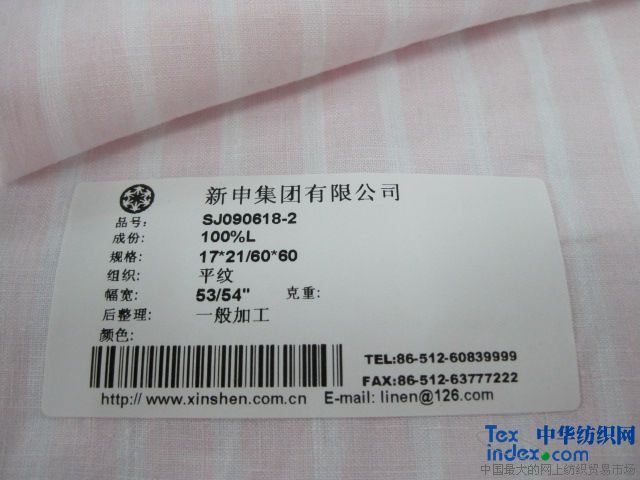 新申集团有限公司
品号: SJ090618-2
成份: 100%L
规格: 17*21/60*60
组织: 平纹
幅宽: 53/54" 克重:
后整理: 一般加工
颜色:
TEL:86-512-60839999
FAX:86-512-63777222
http://www.xinshen.com.cn E-mail: linen@126.com
Tex 中华纺织网
index.com
中国最大的网上纺织贸易市场